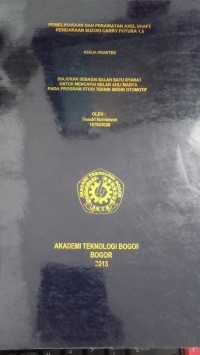 PEMELIHARAAN DAN PERAWATAN AXEL SHAFT
KENDARAAN SUZUKI CARRY FUTURA 1.5
KERJA PRAKTEK
DIAJUKAN SEBAGAI SALAH SATU SYARAT
UNTUK MENCAPAI GELAR AHLI MADYA
PADA PROGRAM STUDI TEKNIK MESIN OTOMOTIF
OLEH :
Kurniawan
AKADEMI TEKNOLOGI BOGOR
BOGOR
2013